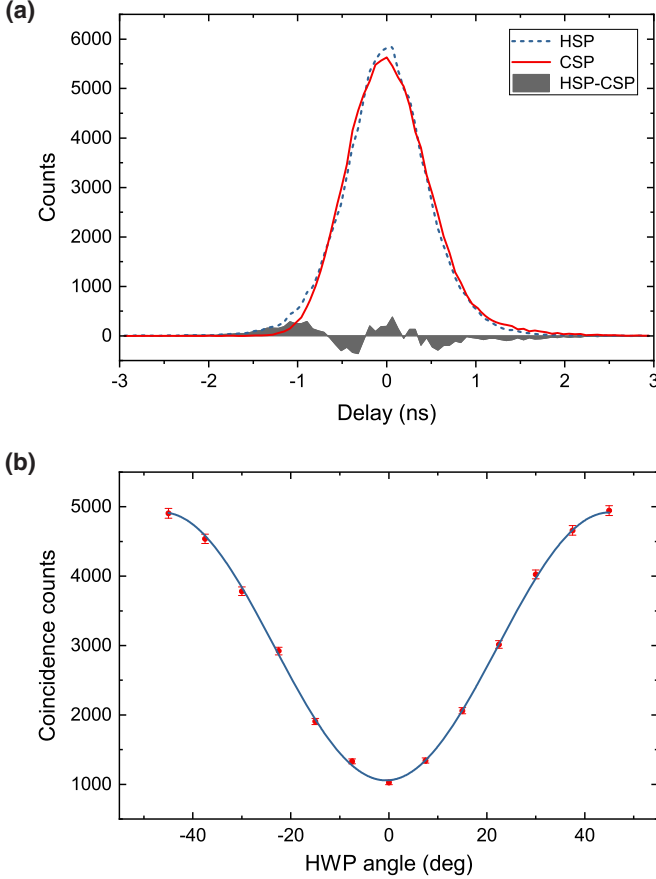 (a)
6000
5000
4000
3000
2000
1000
0
Counts
HSP
CSP
HSP-CSP
-3 -2 -1 0 1 2 3
Delay (ns)
(b)
5000
4000
3000
2000
1000
Coincidence counts
-40 -20 0 20 40
HWP angle (deg)